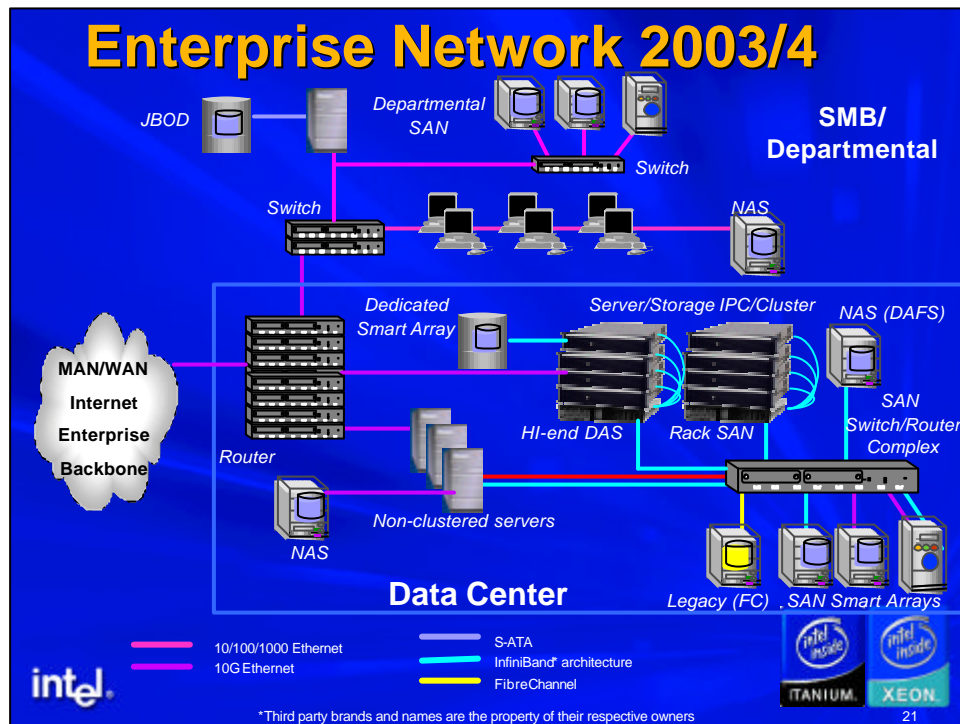 Enterprise Network 2003/4
JBOD
Departmental
SAN
SMB/
Departmental
Switch
Switch
NAS
Dedicated
Smart Array
Server/Storage IPC/Cluster
NAS (DAFS)
MAN/WAN
Internet
Enterprise
Backbone
SAN
Switch/Router
Complex
HI-end DAS
Rack SAN
Router
Non-clustered servers
NAS
Data Center
Legacy (FC)
SAN Smart Arrays
10/100/1000 Ethernet
10G Ethernet
S-ATA
InfiniBand* architecture
FibreChannel
intel®
intel inside
ITANIUM.
intel inside
XEON.
*Third party brands and names are the property of their respective owners
21